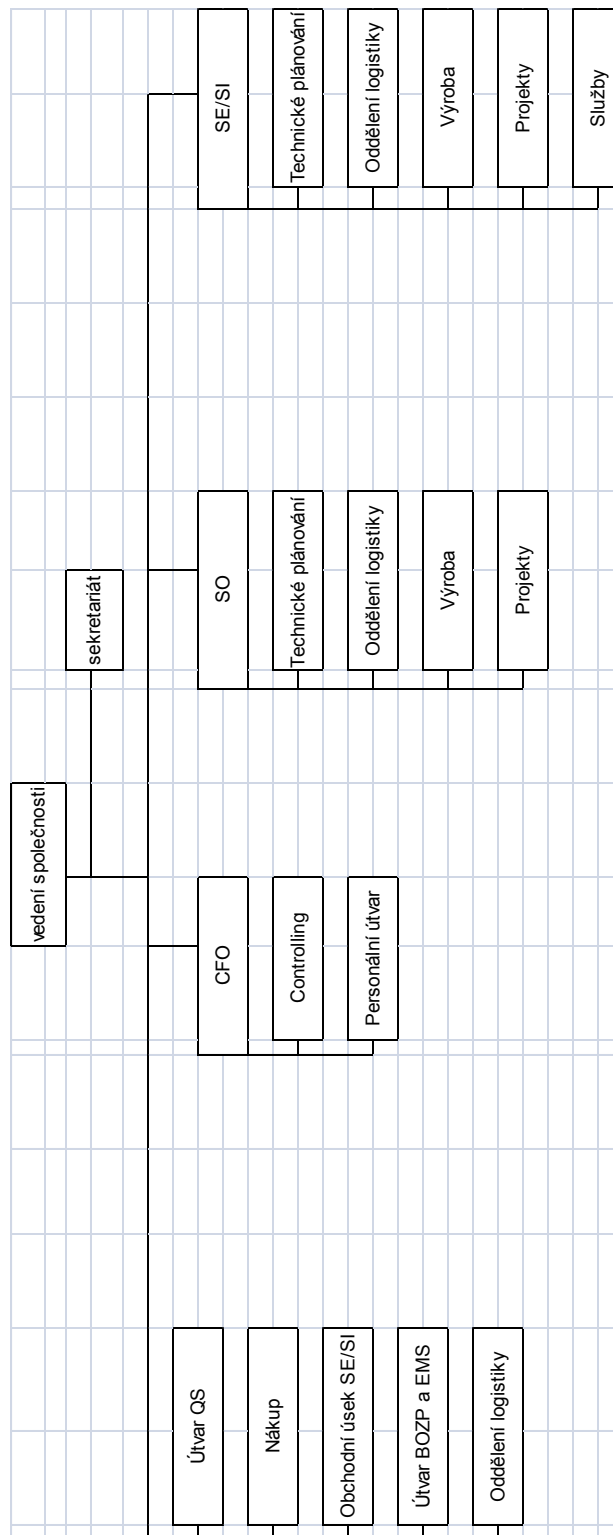 vedení společnosti
sekretariát
Útvar QS
Nákup
Obchodní úsek SE/SI
Útvar BOZP a EMS
Oddělení logistiky
CFO
Controlling
Personální útvar
SO
Technické plánování
Oddělení logistiky
Výroba
Projekty
SE/SI
Technické plánování
Oddělení logistiky
Výroba
Projekty
Služby